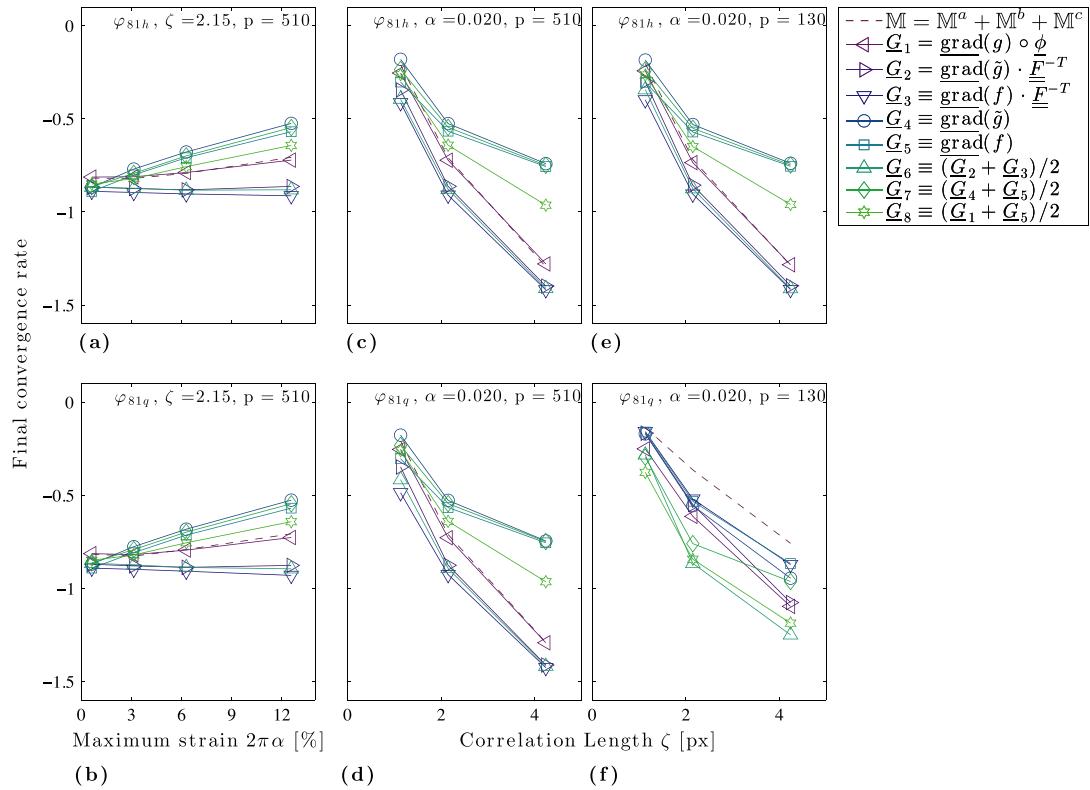 φ81h, ζ =2.15, p = 510
φ81h, α =0.020, p = 510
φ81h, α =0.020, p = 130
𝕄 = 𝕄ᵃ + 𝕄ᵇ + 𝕄ᶜ
G₁ = grad(g) ∘ ϕ
G₂ = grad(g̃) · F⁻ᵀ
G₃ ≡ grad(f) · F⁻ᵀ
G₄ ≡ grad(g̃)
G₅ ≡ grad(f)
G₆ ≡ (G₂ + G₃)/2
G₇ ≡ (G₄ + G₅)/2
G₈ ≡ (G₁ + G₅)/2
0
−0.5
−1
−1.5
(a)
(c)
(e)
Final convergence rate
φ81q, ζ =2.15, p = 510
φ81q, α =0.020, p = 510
φ81q, α =0.020, p = 130
0
−0.5
−1
−1.5
0 3 6 9 12
0 2 4
0 2 4
Maximum strain 2πα [%]
Correlation Length ζ [px]
(b)
(d)
(f)